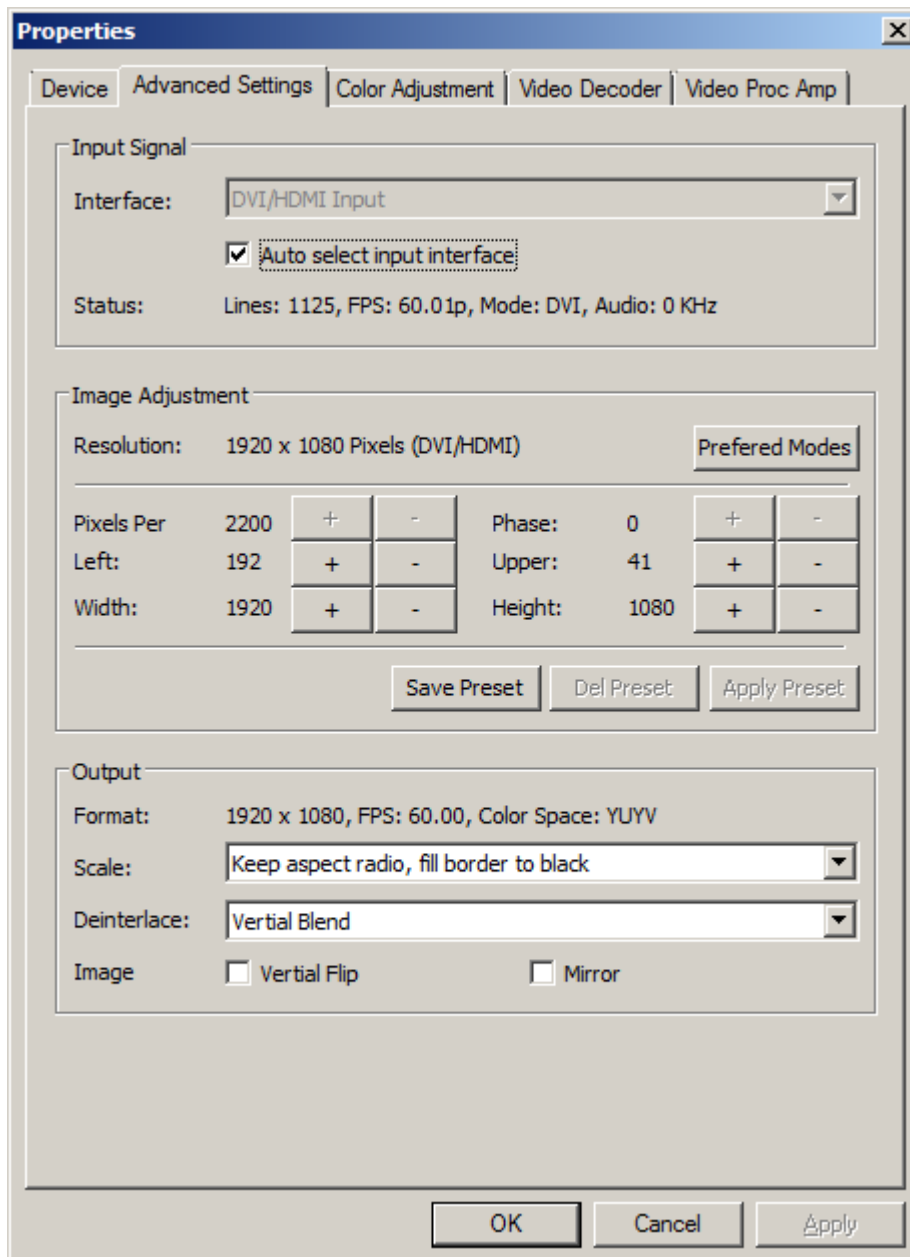 Properties
Device Advanced Settings Color Adjustment Video Decoder Video Proc Amp
Input Signal
Interface: DVI/HDMI Input
Auto select input interface
Status: Lines: 1125, FPS: 60.01p, Mode: DVI, Audio: 0 KHz
Image Adjustment
Resolution: 1920 x 1080 Pixels (DVI/HDMI) Prefered Modes
Pixels Per 2200 + - Phase: 0 + -
Left: 192 + - Upper: 41 + -
Width: 1920 + - Height: 1080 + -
Save Preset Del Preset Apply Preset
Output
Format: 1920 x 1080, FPS: 60.00, Color Space: YUYV
Scale: Keep aspect radio, fill border to black
Deinterlace: Vertial Blend
Image Vertial Flip Mirror
OK Cancel Apply